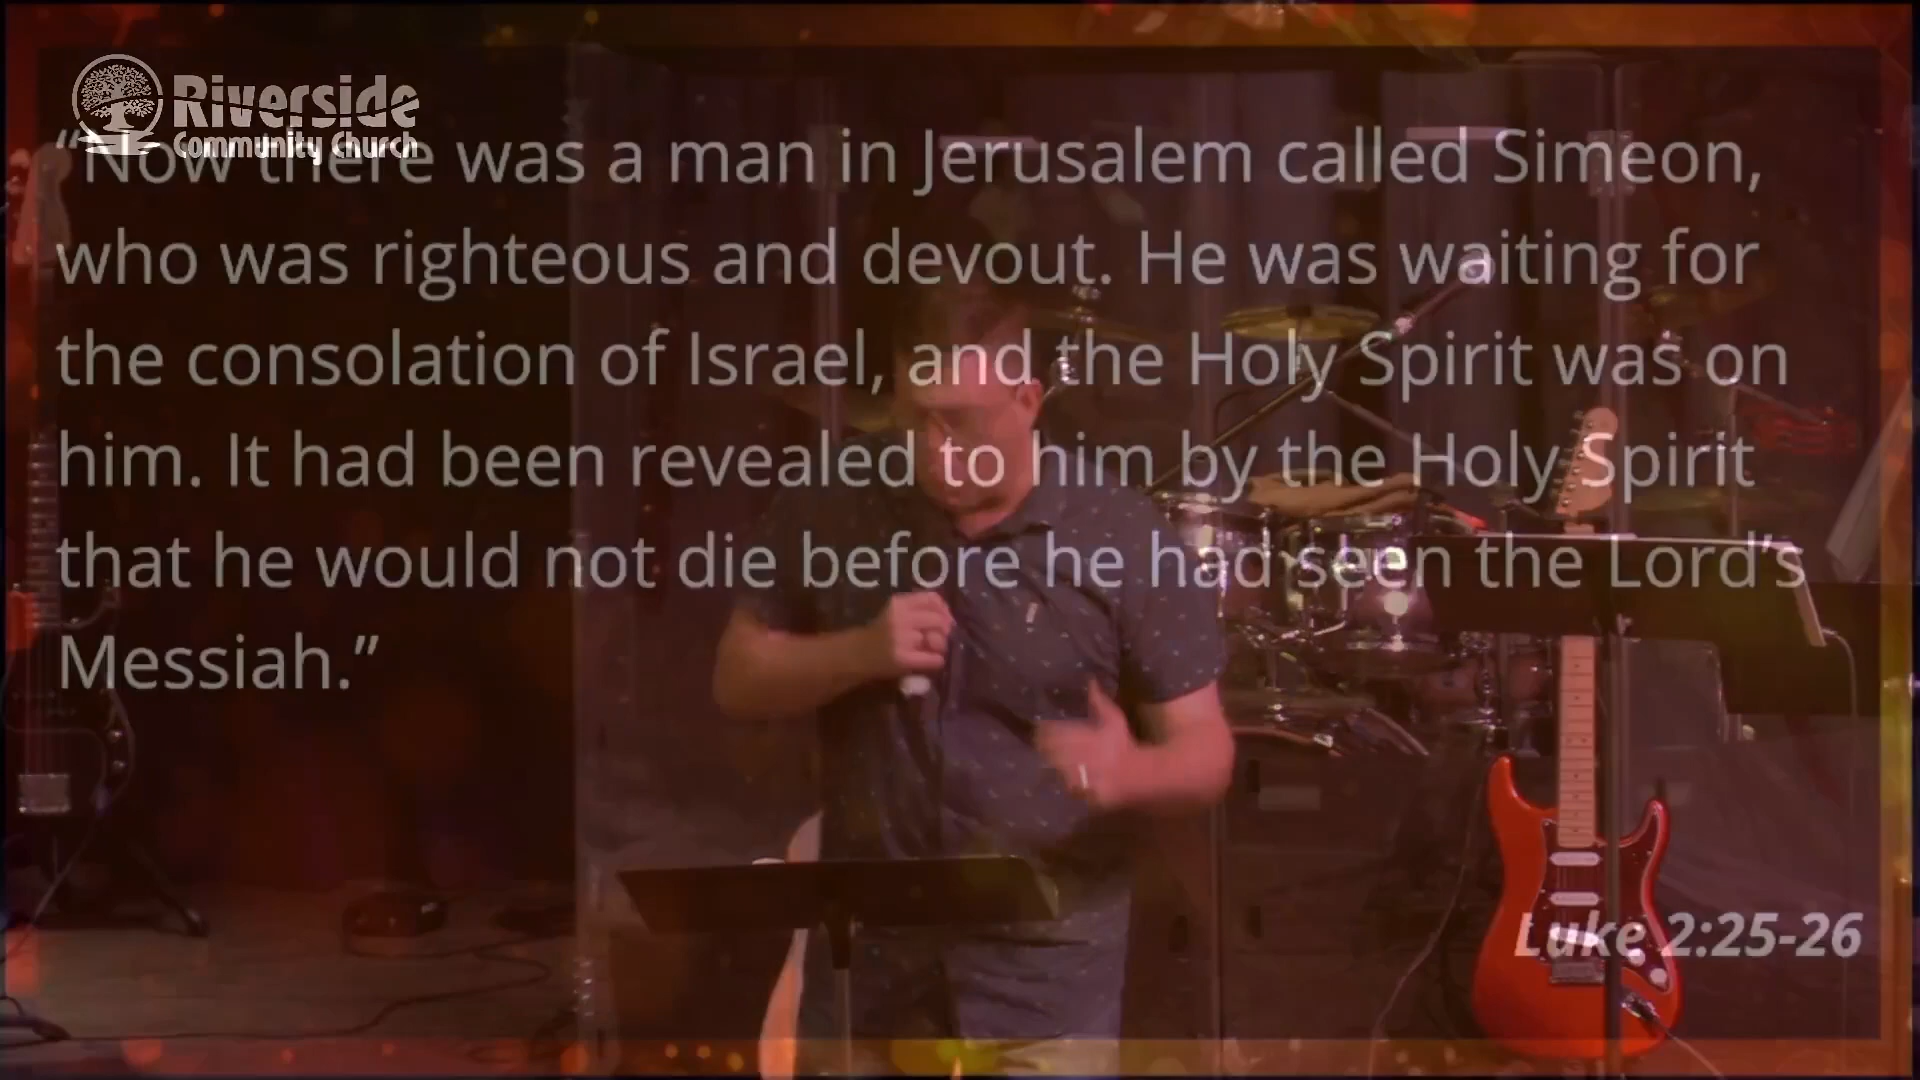 Riverside
Community Church
“Now there was a man in Jerusalem called Simeon,
who was righteous and devout. He was waiting for
the consolation of Israel, and the Holy Spirit was on
him. It had been revealed to him by the Holy Spirit
that he would not die before he had seen the Lord’s
Messiah.”
Luke 2:25-26